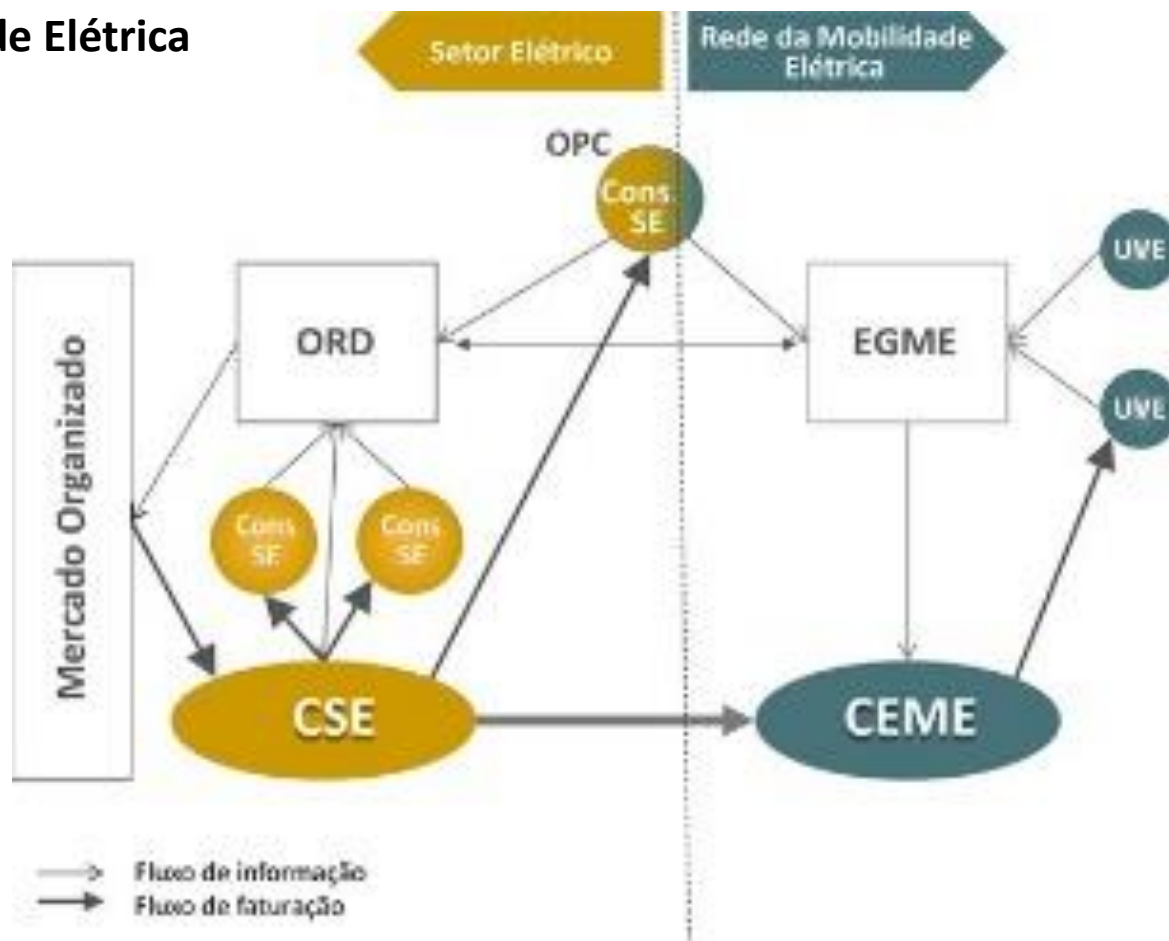 de Elétrica
Setor Elétrico
Rede da Mobilidade
Elétrica
OPC
Cons
SE
UVE
ORD
EGME
UVE
Mercado Organizado
Cons
SE
Cons
SE
CSE
CEME
Fluxo de informação
Fluxo de faturação